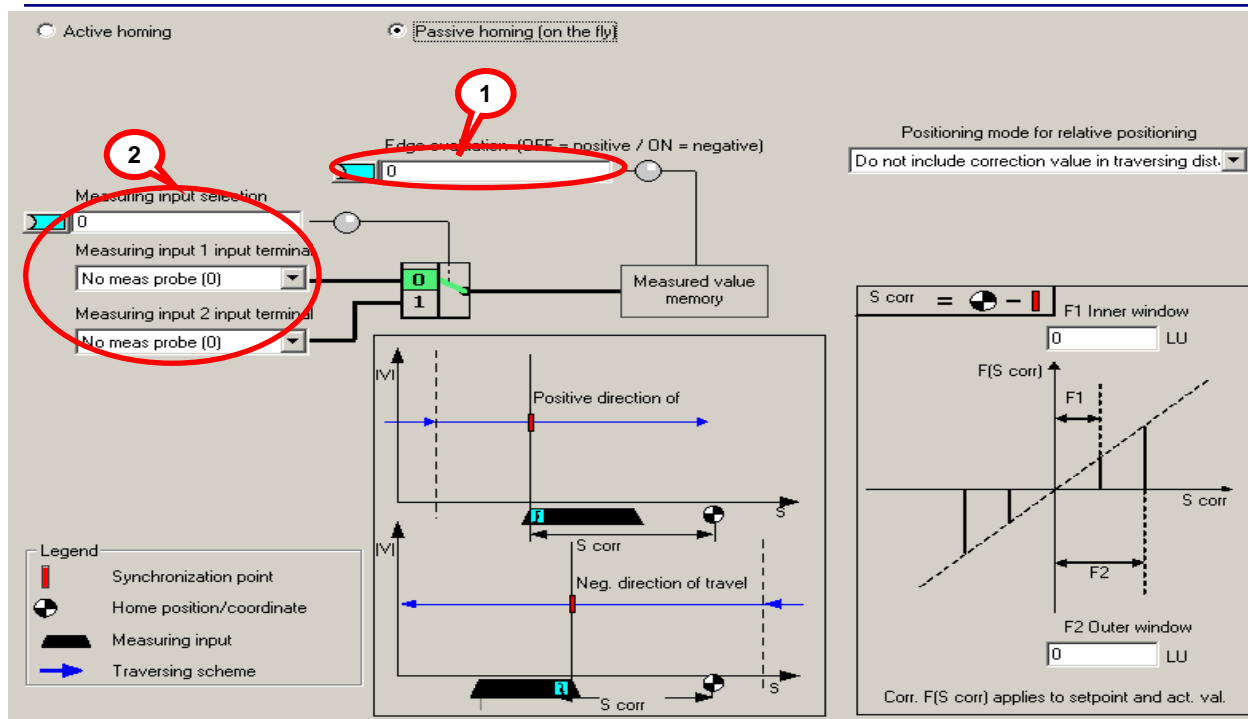 Active homing
Passive homing (on the fly)
1
Edge evaluation (OFF = positive / ON = negative)
0
Positioning mode for relative positioning
Do not include correction value in traversing dist.
2
Measuring input selection
0
Measuring input 1 input terminal
No meas probe (0)
0
1
Measured value
memory
Measuring input 2 input terminal
No meas probe (0)
S corr = -
F1 Inner window
0 LU
F(S corr)
F1
S corr
F2
F2 Outer window
0 LU
Corr. F(S corr) applies to setpoint and act. val.
|V|
Positive direction of
S
S corr
|V|
Neg. direction of travel
S
S corr
Legend
Synchronization point
Home position/coordinate
Measuring input
Traversing scheme